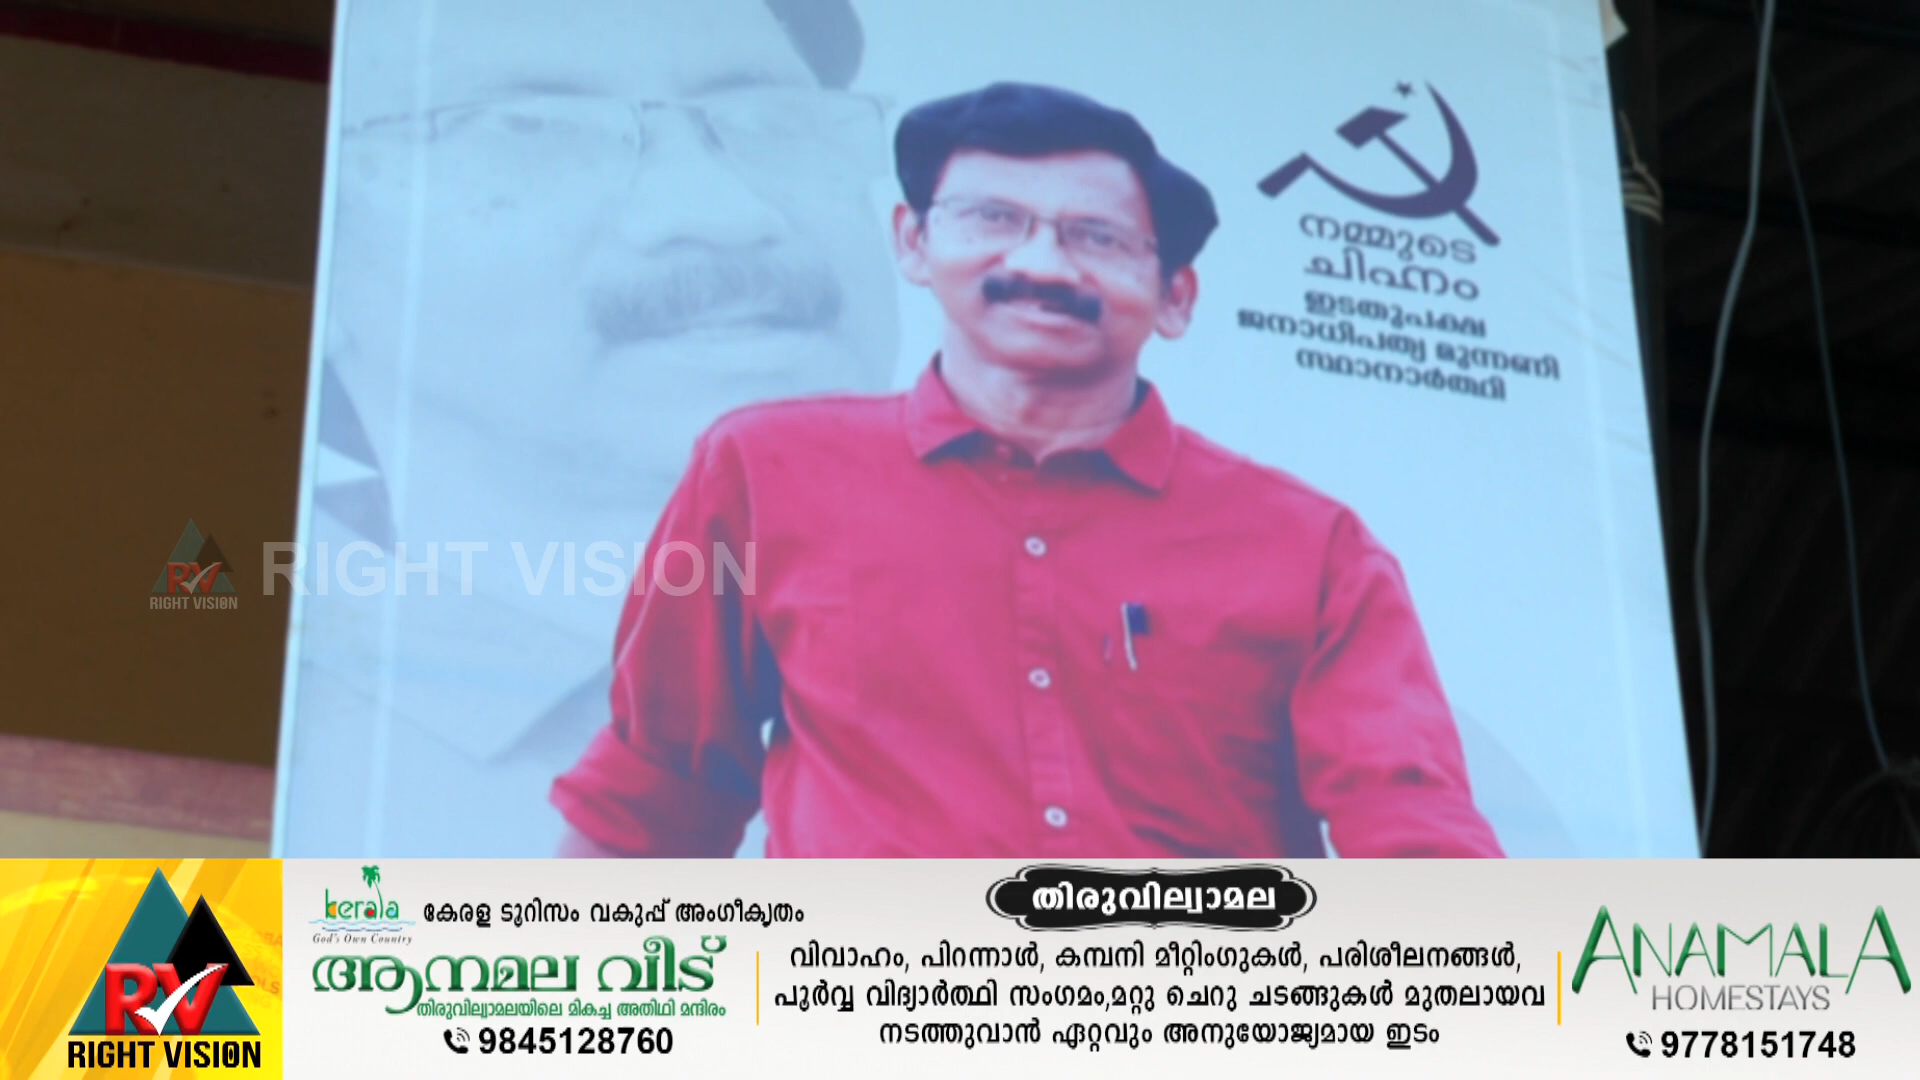 നമ്മുടെ
ചിഹ്നം
ഇടതുപക്ഷ
ജനാധിപത്യ മുന്നണി
സ്ഥാനാർത്ഥി
RV
RIGHT VISION
RIGHT VISION
RV
RIGHT VISION
kerala
God's Own Country
കേരള ടൂറിസം വകുപ്പ് അംഗീകൃതം
ആനമല വീട്
തിരുവില്വാമലയിലെ മികച്ച അതിഥി മന്ദിരം
9845128760
തിരുവില്വാമല
വിവാഹം, പിറന്നാൾ, കമ്പനി മീറ്റിംഗുകൾ, പരിശീലനങ്ങൾ,
പൂർവ്വ വിദ്യാർത്ഥി സംഗമം,മറ്റു ചെറു ചടങ്ങുകൾ മുതലായവ
നടത്തുവാൻ ഏറ്റവും അനുയോജ്യമായ ഇടം
ANAMALA
HOMESTAYS
9778151748